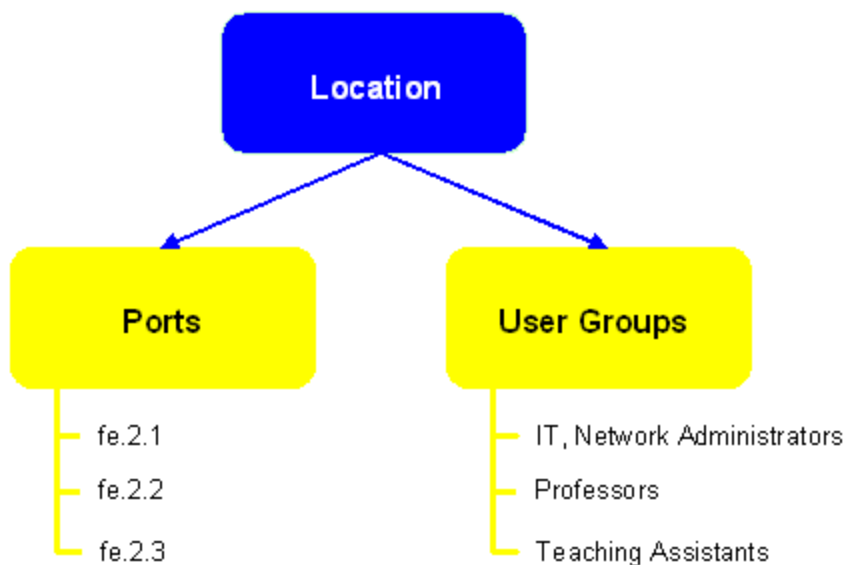 Location
Ports
User Groups
fe.2.1
IT, Network Administrators
fe.2.2
Professors
fe.2.3
Teaching Assistants